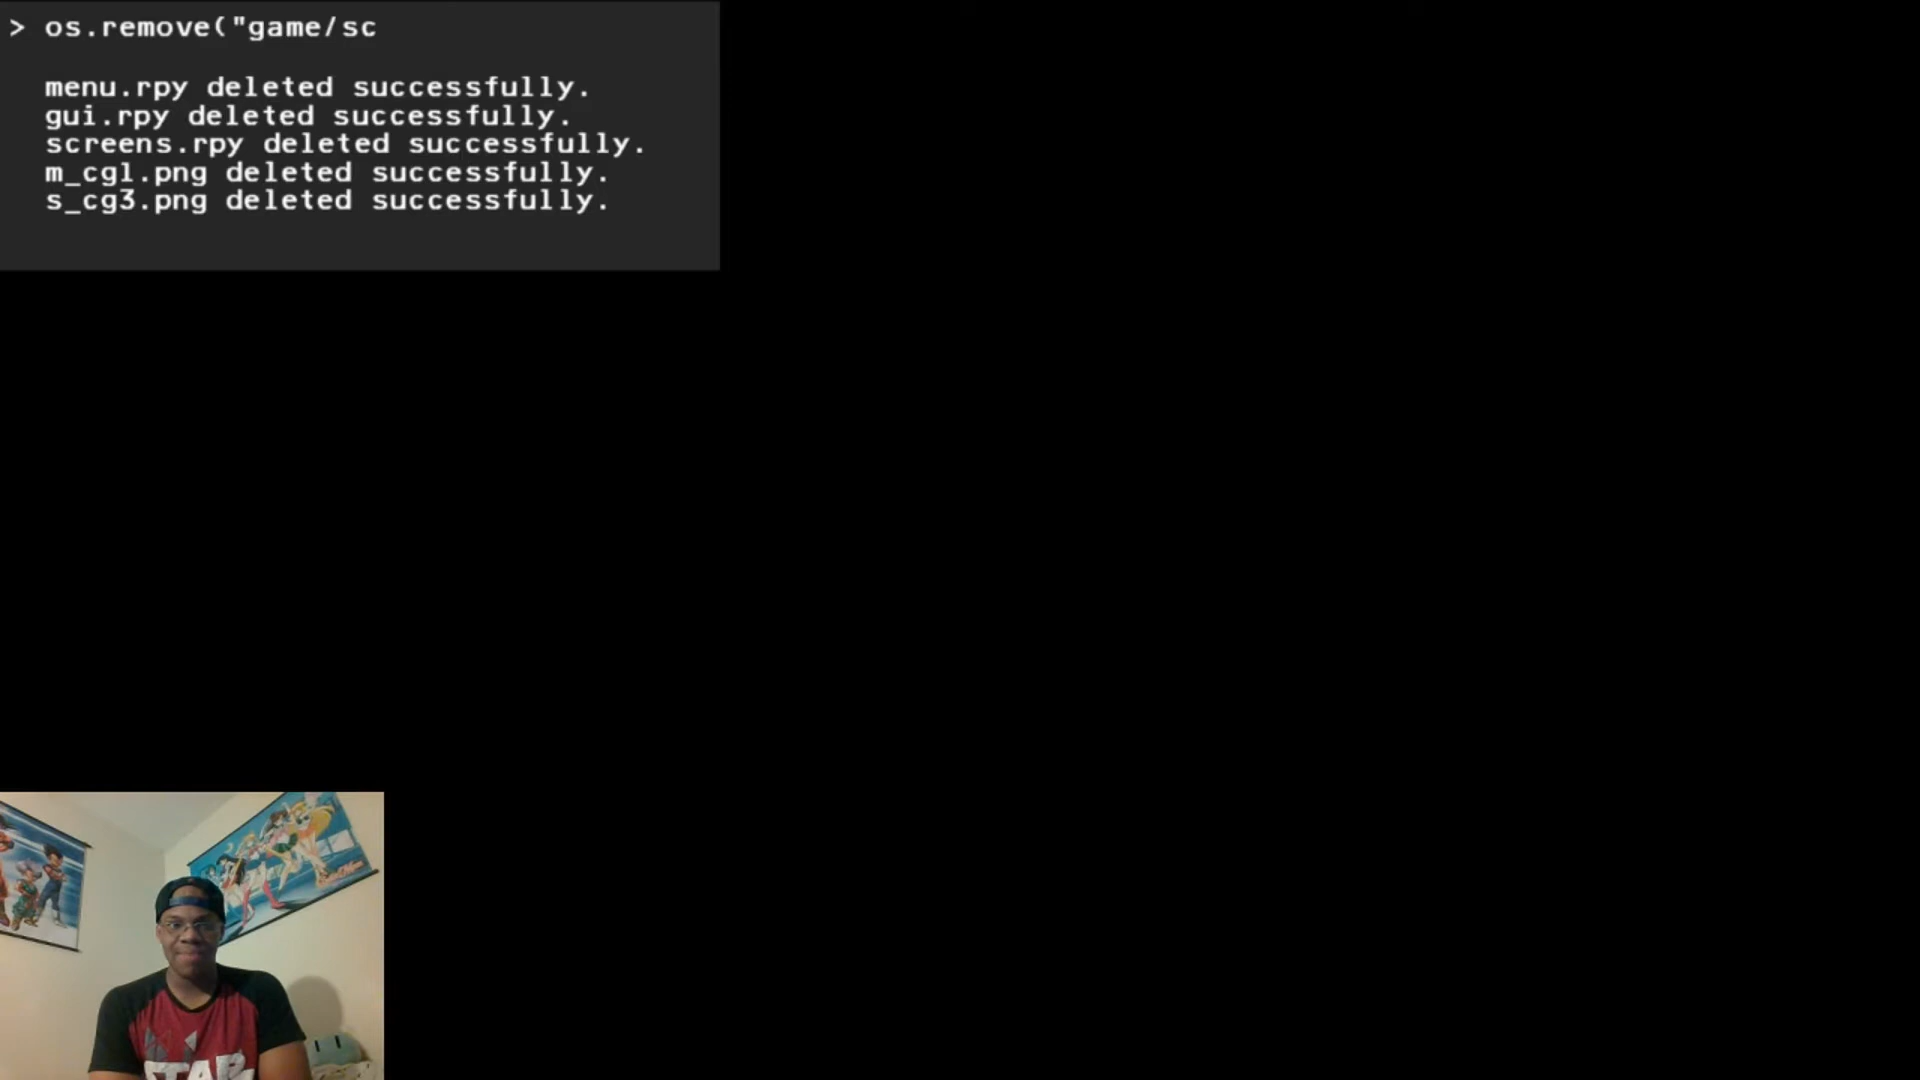 > os.remove("game/sc
menu.rpy deleted successfully.
gui.rpy deleted successfully.
screens.rpy deleted successfully.
m_cg1.png deleted successfully.
s_cg3.png deleted successfully.
STAR